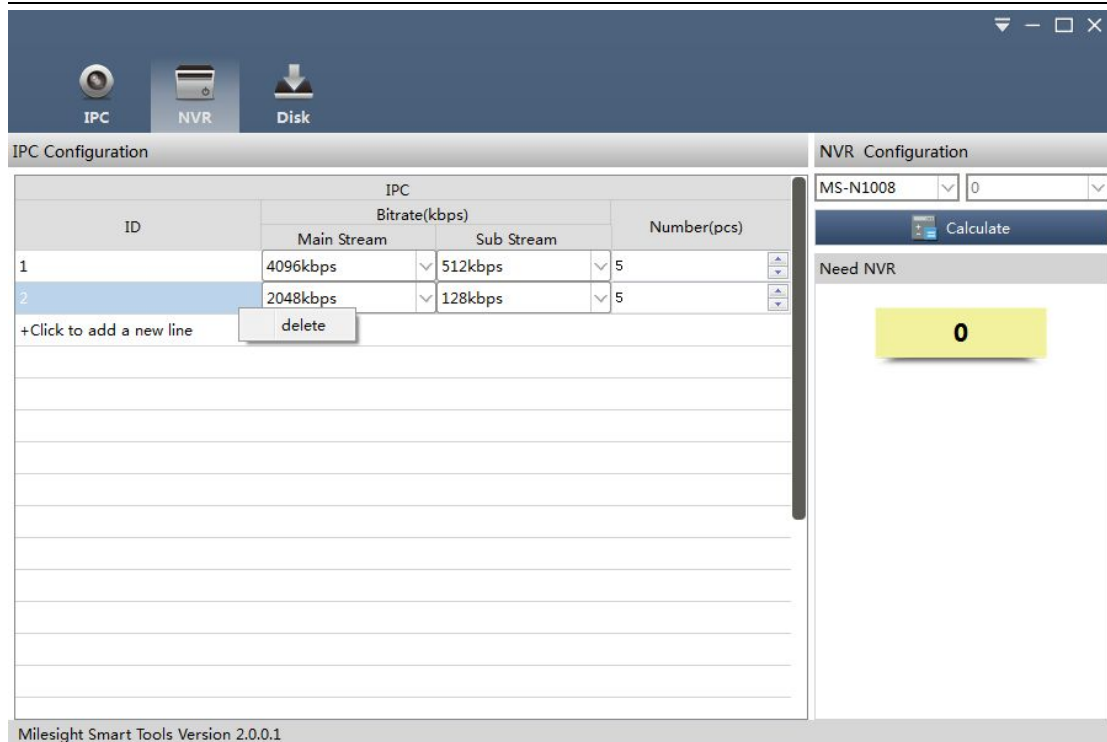 IPC NVR Disk
IPC Configuration
NVR Configuration
IPC
MS-N1008 0
ID
Bitrate(kbps)
Number(pcs)
Main Stream Sub Stream
Calculate
1 4096kbps 512kbps 5
Need NVR
2 2048kbps 128kbps 5
+Click to add a new line
delete
0
Milesight Smart Tools Version 2.0.0.1